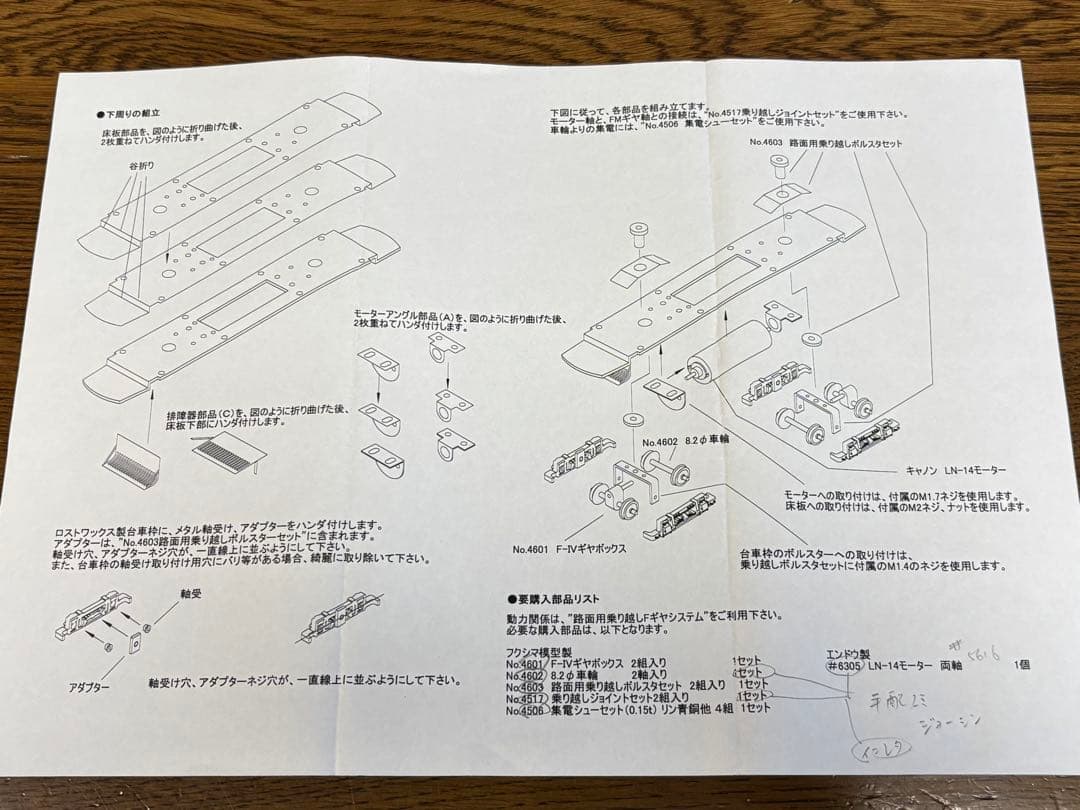 ●下周りの組立
床板部品を、図のように折り曲げた後、
2枚重ねてハンダ付けします。
谷折り
モーターアングル部品(A)を、図のように折り曲げた後、
2枚重ねてハンダ付けします。
排障器部品(C)を、図のように折り曲げた後、
床板下部にハンダ付けします。
ロストワックス製台車枠に、メタル軸受け、アダプターをハンダ付けします。
アダプターは、"No.4603路面用乗り越しボルスターセット"に含まれます。
軸受け穴、アダプターネジ穴が、一直線上に並ぶようにして下さい。
また、台車枠の軸受け取り付け用穴にバリ等がある場合、綺麗に取り除いて下さい。
軸受
アダプター
軸受け穴、アダプターネジ穴が、一直線上に並ぶようにして下さい。
下図に従って、各部品を組み立てます。
モーター軸と、FMギヤ軸との接続は、"No.4517乗り越しジョイントセット"をご使用下さい。
車輪よりの集電には、"No.4506 集電シューセット"をご使用下さい。
No.4603 路面用乗り越しボルスタセット
No.4602 8.2φ車輪
キャノン LN-14モーター
モーターへの取り付けは、付属のM1.7ネジを使用します。
床板への取り付けは、付属のM2ネジ、ナットを使用します。
No.4601 F-Ⅳギヤボックス
台車枠のボルスターへの取り付けは、
乗り越しボルスタセットに付属のM1.4のネジを使用します。
●要購入部品リスト
動力関係は、"路面用乗り越しFギヤシステム"をご利用下さい。
必要な購入部品は、以下となります。
フクシマ模型製
No.4601 F-Ⅳギヤボックス 2組入り 1セット
No.4602 8.2φ車輪 2軸入り
No.4603 路面用乗り越しボルスタセット 2組入り 1セット
No.4517 乗り越しジョイントセット2組入り 1セット
No.4506 集電シューセット(0.15t) リン青銅他 4組 1セット
エンドウ製
#6305 LN-14モーター 両軸 1個
# 5616
手配スミ
ジョーシン